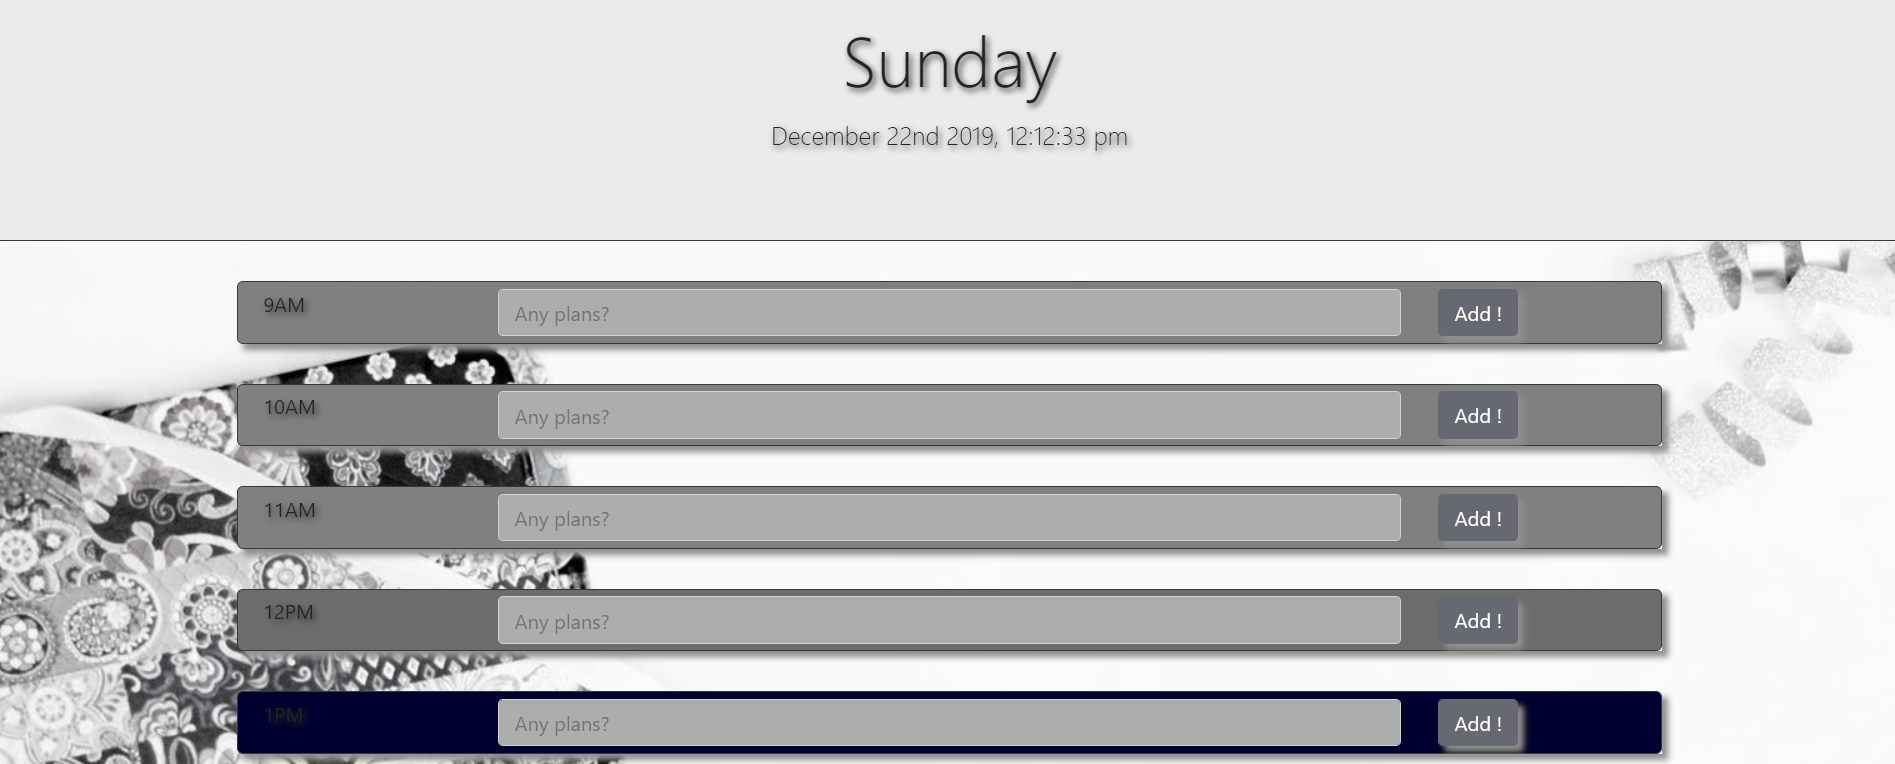 Sunday
December 22nd 2019, 12:12:33 pm
9AM Any plans? Add !
10AM Any plans? Add !
11AM Any plans? Add !
12PM Any plans? Add !
1PM Any plans? Add !